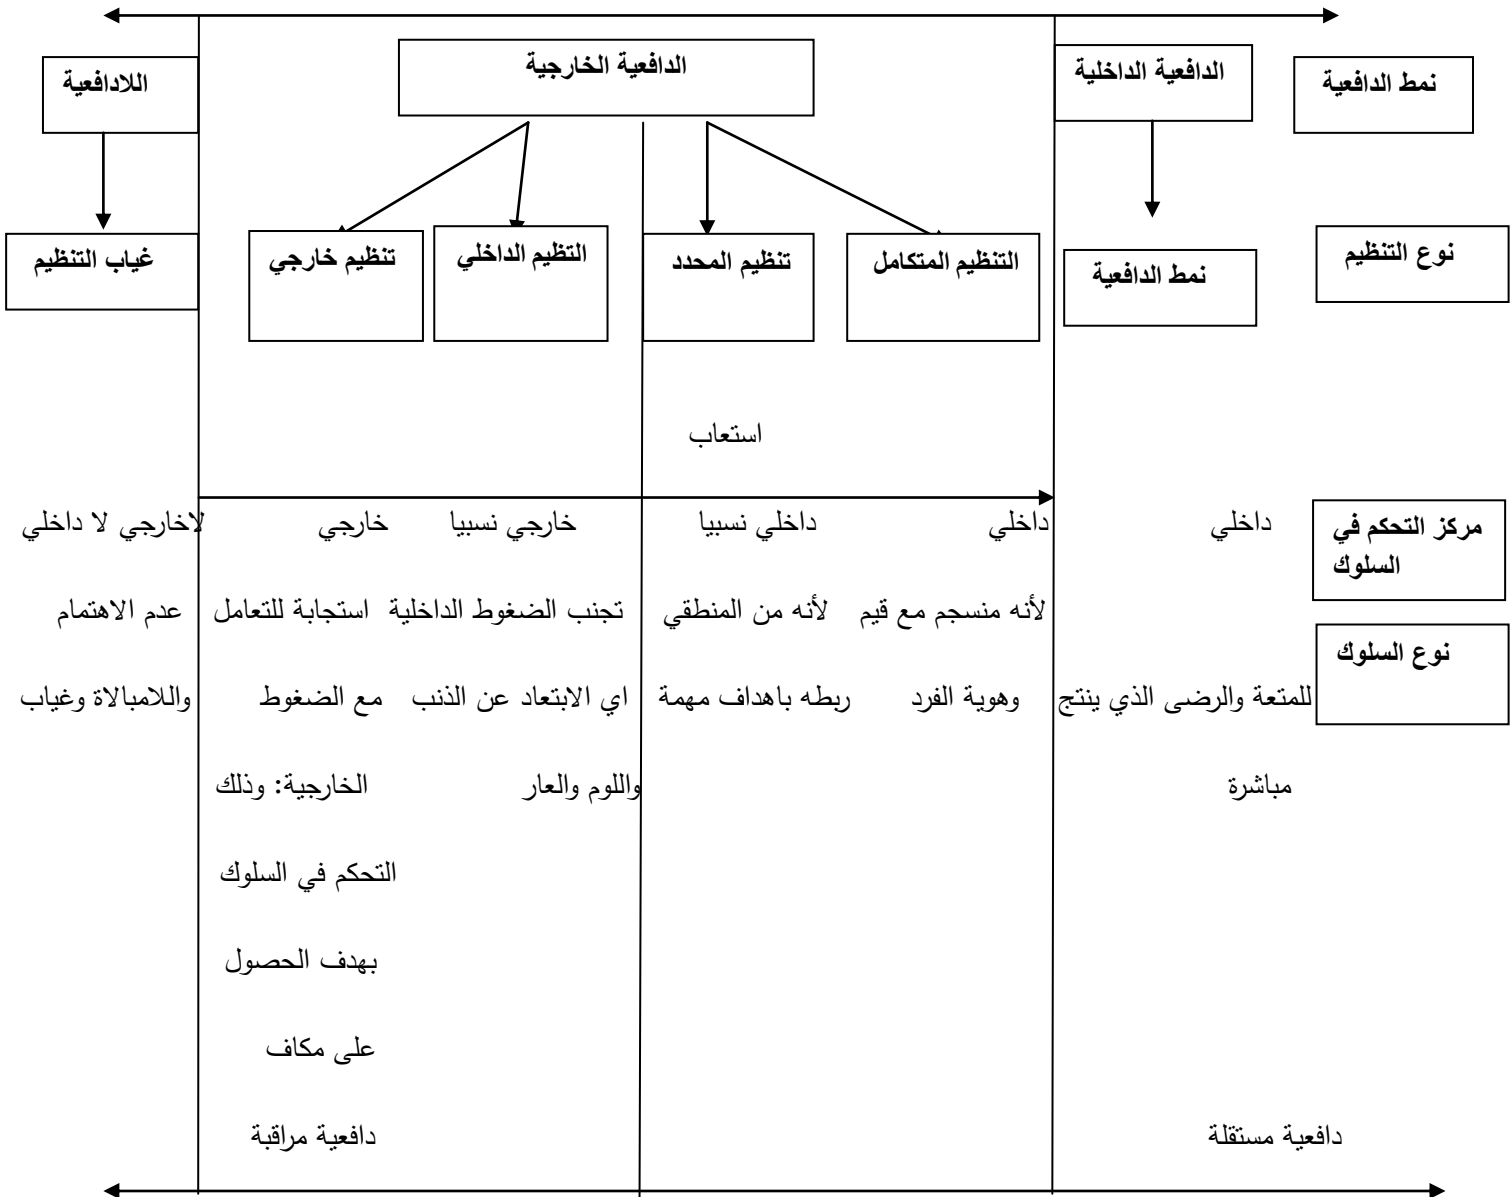 نمط الدافعية
الدافعية الداخلية
الدافعية الخارجية
اللادافعية
نوع التنظيم
نمط الدافعية
التنظيم المتكامل
تنظيم المحدد
التظيم الداخلي
تنظيم خارجي
غياب التنظيم
استعاب
مركز التحكم في
السلوك
داخلي
داخلي
داخلي نسبيا
خارجي نسبيا
خارجي
لاخارجي لا داخلي
نوع السلوك
للمتعة والرضى الذي ينتج
مباشرة
لأنه منسجم مع قيم
وهوية الفرد
لأنه من المنطقي
ربطه باهداف مهمة
تجنب الضغوط الداخلية
اي الابتعاد عن الذنب
واللوم والعار
استجابة للتعامل
مع الضغوط
الخارجية: وذلك
التحكم في السلوك
بهدف الحصول
على مكاف
عدم الاهتمام
واللامبالاة وغياب
دافعية مستقلة
دافعية مراقبة